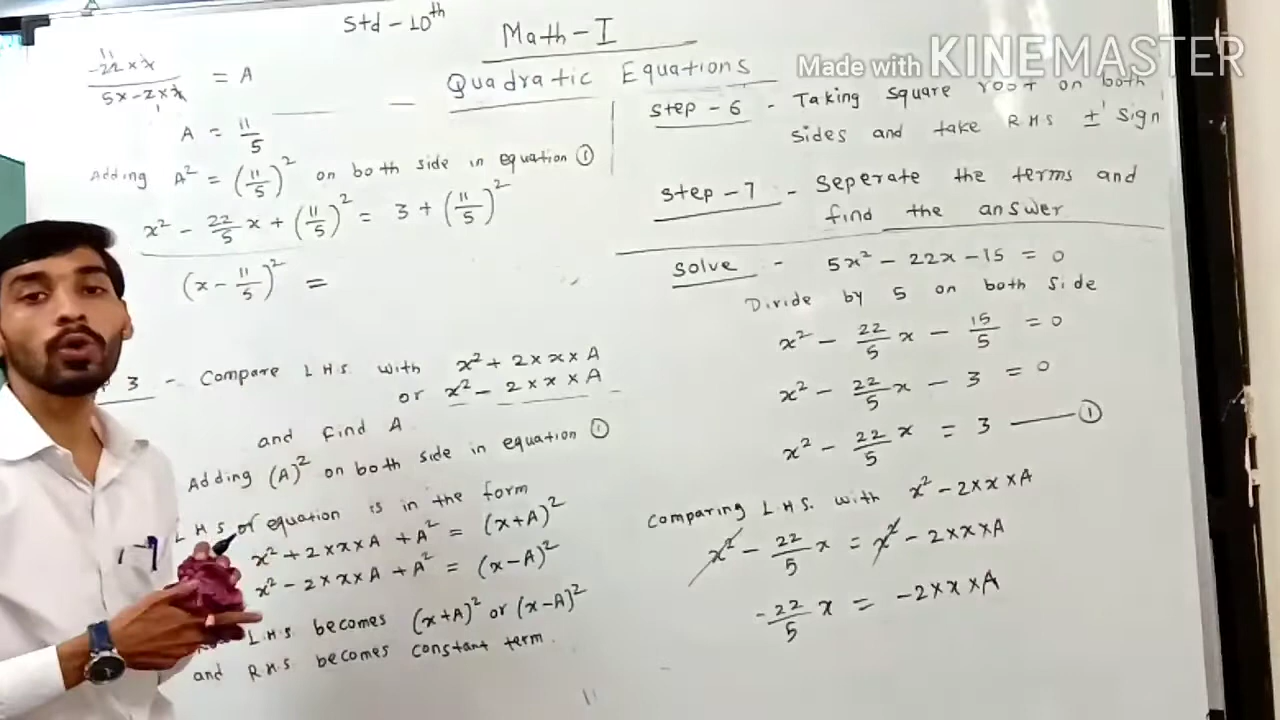 Std - 10th
Math - I
Quadratic Equations
Made with KINEMASTER
-22 × x / 5x - 2 × x = A
11
1
A = 11/5
Adding A² = (11/5)² on both side in equation ①
x² - 22/5 x + (11/5)² = 3 + (11/5)²
(x - 11/5)² =
3 - Compare L.H.S. with x² + 2 × x × A
or x² - 2 × x × A
and find A
Adding (A)² on both side in equation ①
L.H.S. of equation is in the form
x² + 2 × x × A + A² = (x + A)²
x² - 2 × x × A + A² = (x - A)²
L.H.S becomes (x + A)² or (x - A)²
and R.H.S becomes constant term.
Step - 6 - Taking square root on both
sides and take RHS ± sign
Step - 7 - Seperate the terms and
find the answer
Solve - 5x² - 22x - 15 = 0
Divide by 5 on both side
x² - 22/5 x - 15/5 = 0
x² - 22/5 x - 3 = 0
x² - 22/5 x = 3 —— ①
Comparing L.H.S. with x² - 2 × x × A
x² - 22/5 x = x² - 2 × x × A
-22/5 x = -2 × x × A